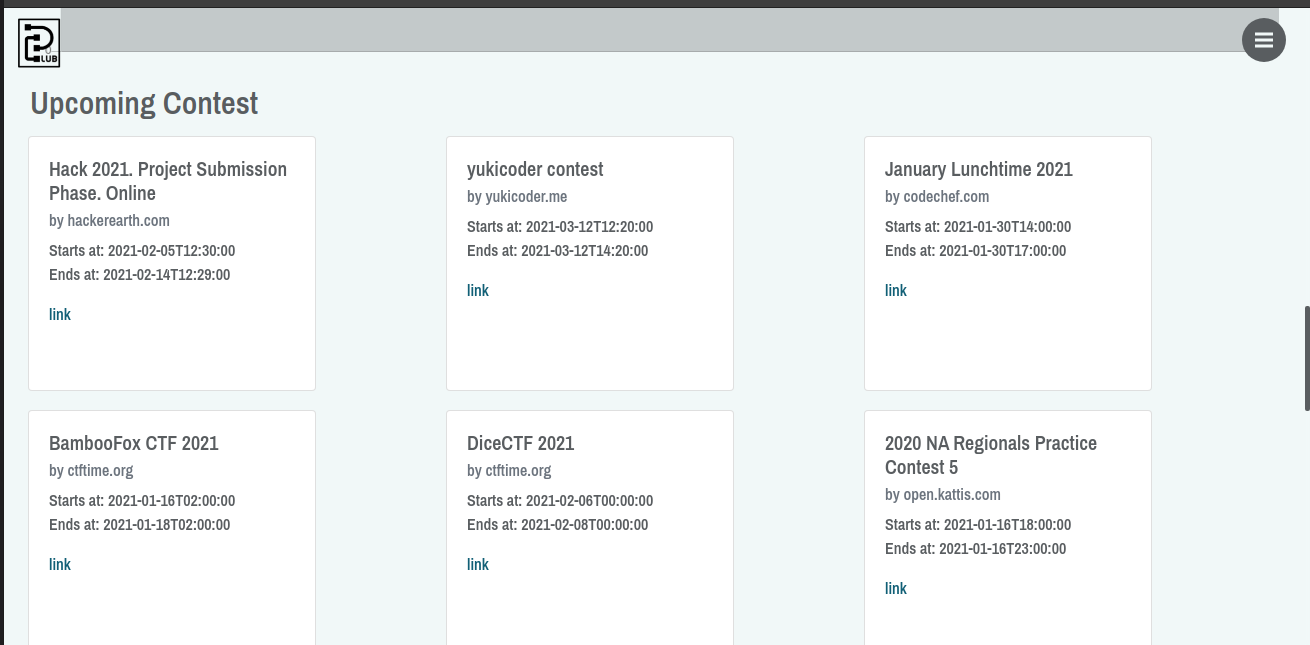 LUB
Upcoming Contest
Hack 2021. Project Submission
Phase. Online
by hackerearth.com
Starts at: 2021-02-05T12:30:00
Ends at: 2021-02-14T12:29:00
link
yukicoder contest
by yukicoder.me
Starts at: 2021-03-12T12:20:00
Ends at: 2021-03-12T14:20:00
link
January Lunchtime 2021
by codechef.com
Starts at: 2021-01-30T14:00:00
Ends at: 2021-01-30T17:00:00
link
BambooFox CTF 2021
by ctftime.org
Starts at: 2021-01-16T02:00:00
Ends at: 2021-01-18T02:00:00
link
DiceCTF 2021
by ctftime.org
Starts at: 2021-02-06T00:00:00
Ends at: 2021-02-08T00:00:00
link
2020 NA Regionals Practice
Contest 5
by open.kattis.com
Starts at: 2021-01-16T18:00:00
Ends at: 2021-01-16T23:00:00
link